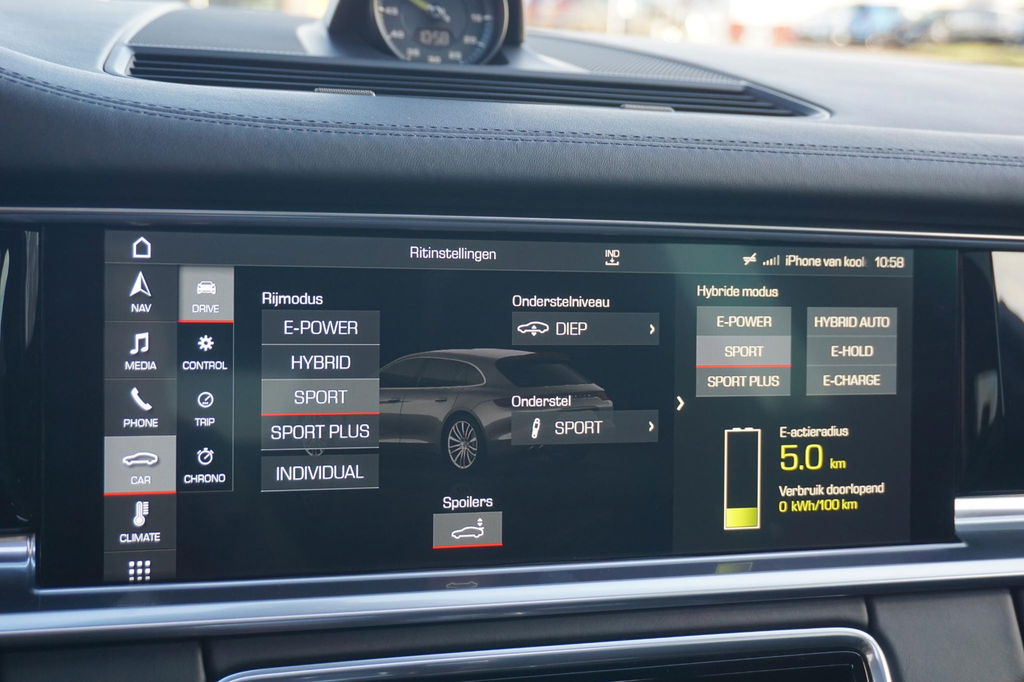 1058
Ritinstellingen
IND
iPhone van kool
10:58
NAV
MEDIA
PHONE
CAR
CLIMATE
DRIVE
CONTROL
TRIP
CHRONO
Rijmodus
E-POWER
HYBRID
SPORT
SPORT PLUS
INDIVIDUAL
Onderstelniveau
DIEP
Onderstel
SPORT
Spoilers
Hybride modus
E-POWER
HYBRID AUTO
SPORT
E-HOLD
SPORT PLUS
E-CHARGE
E-actieradius
5.0 km
Verbruik doorlopend
0 kWh/100 km